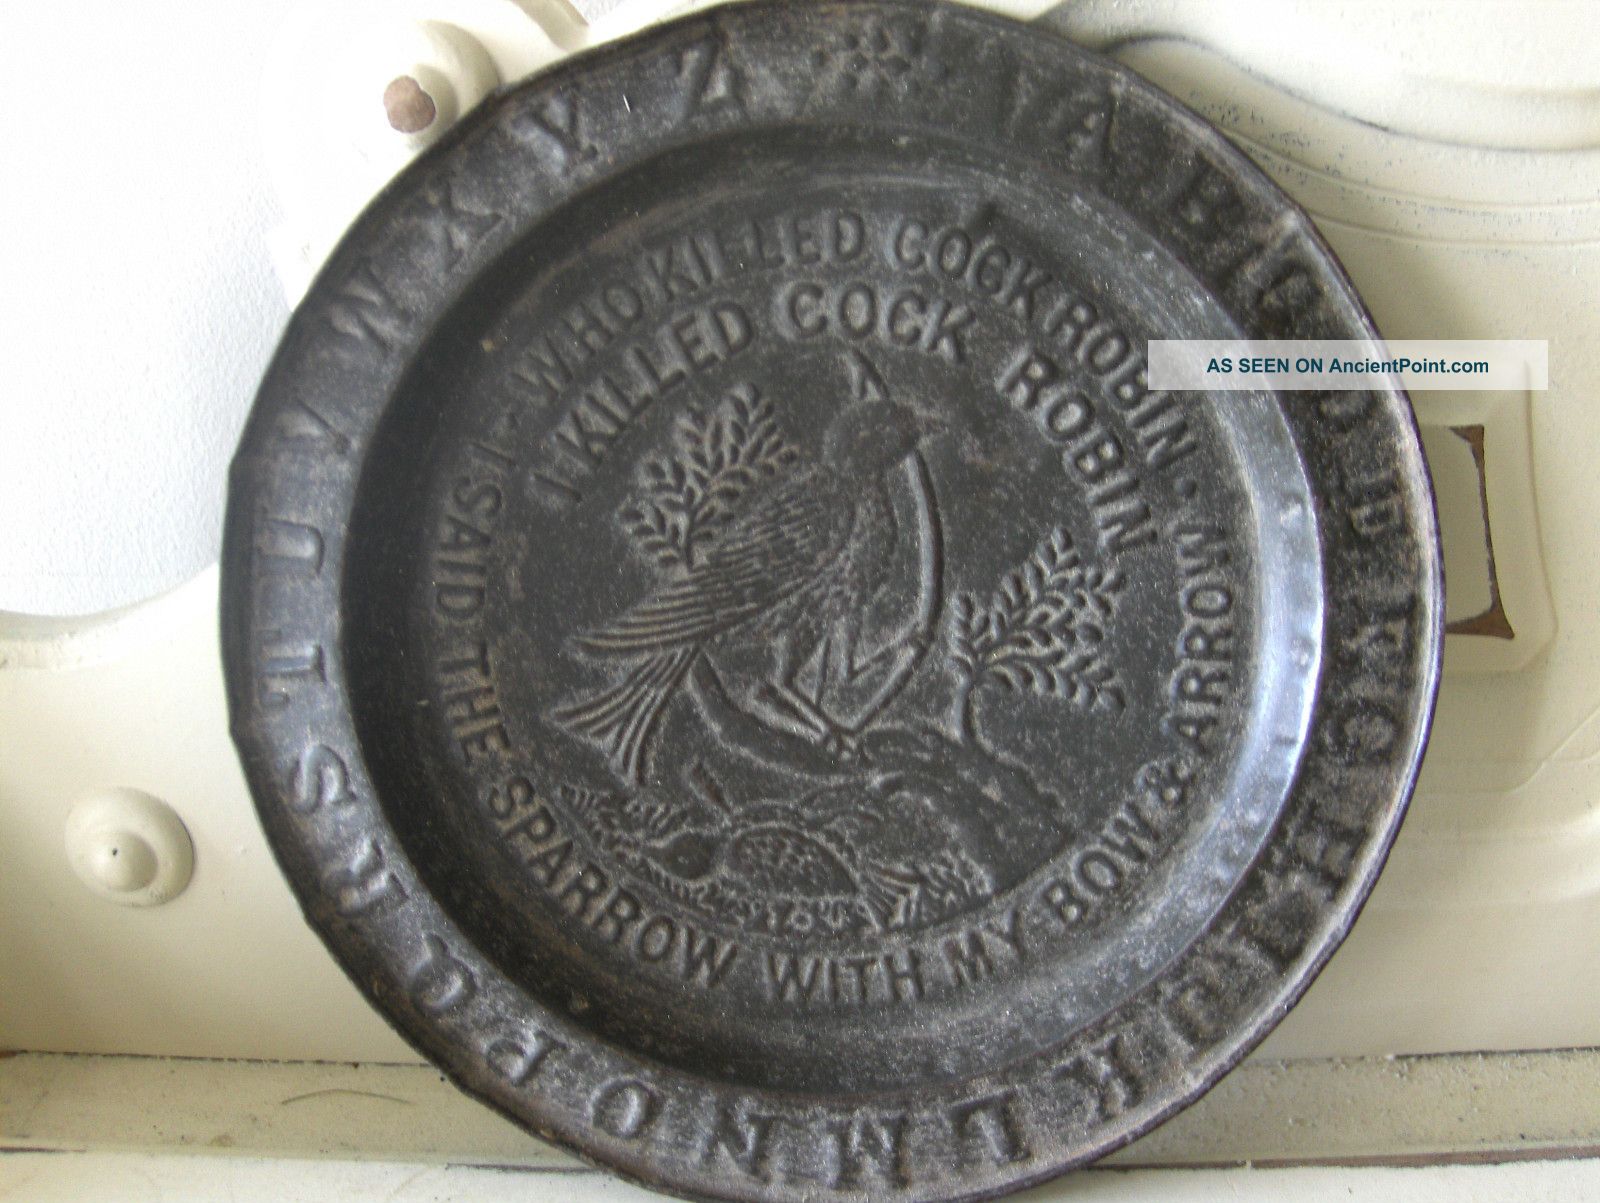 A B C D E F G H I J K L M N O P Q R S T U V W X Y Z
WHO KILLED COCK ROBIN.
I SAID THE SPARROW WITH MY BOW & ARROW
I KILLED COCK ROBIN
AS SEEN ON AncientPoint.com